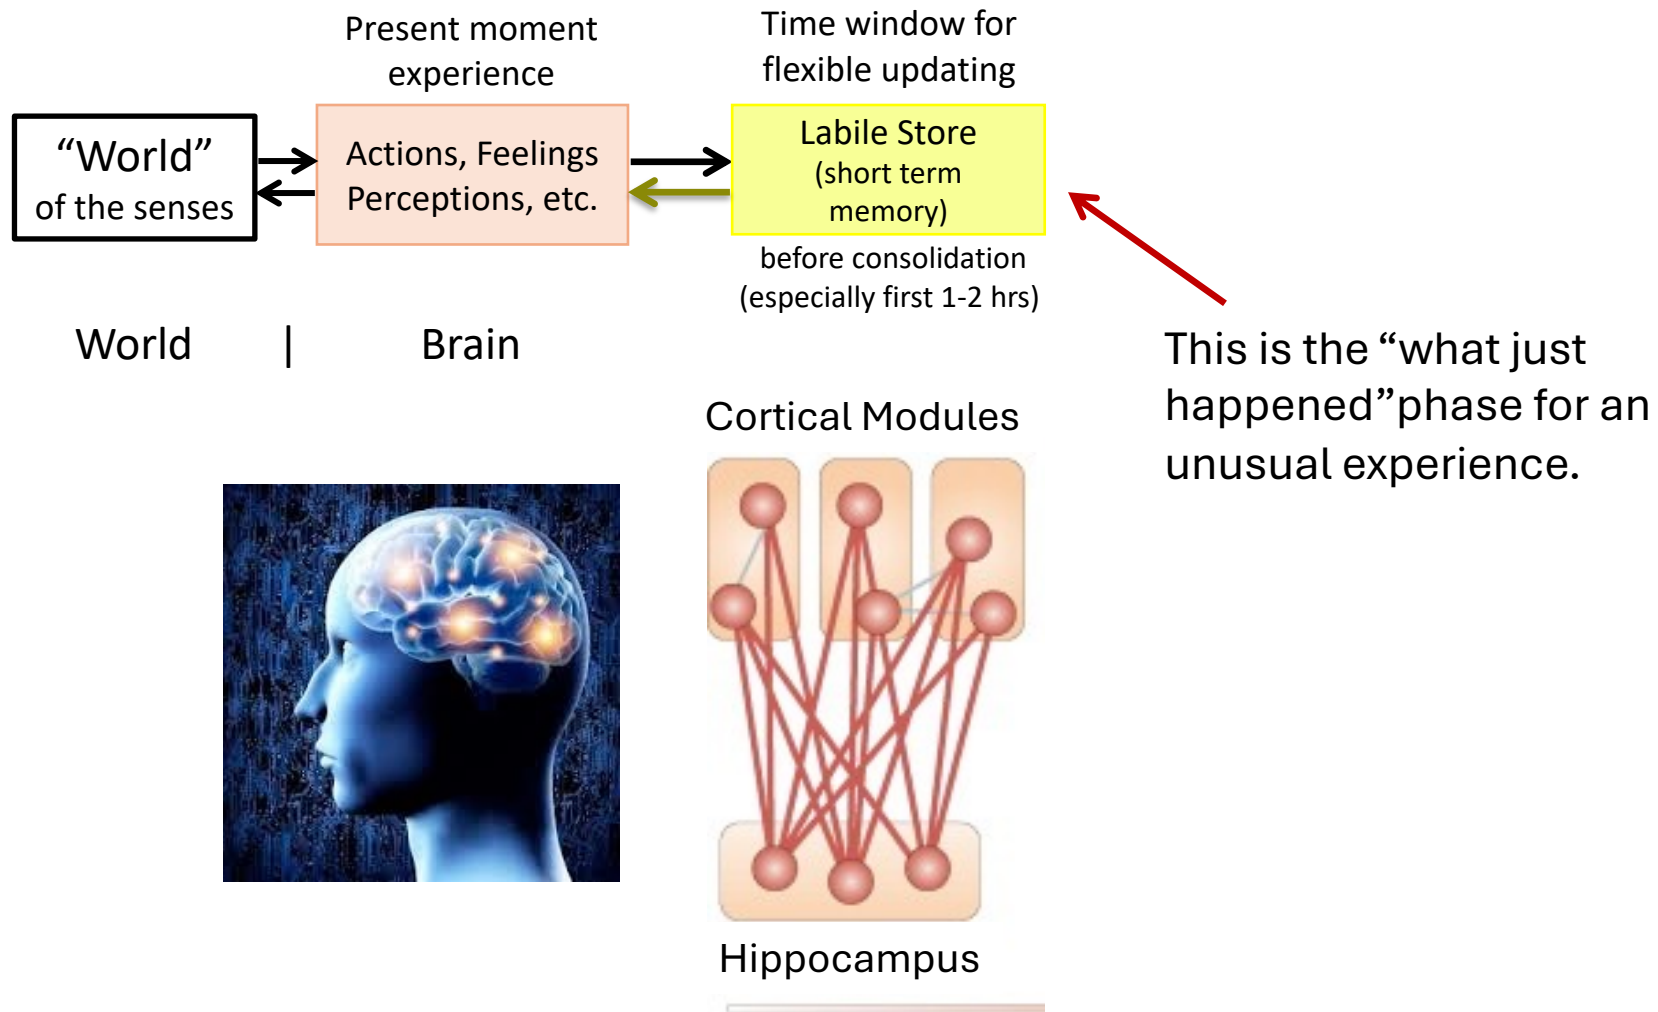 Present moment
experience
Time window for
flexible updating
“World”
of the senses
Actions, Feelings
Perceptions, etc.
Labile Store
(short term
memory)
before consolidation
(especially first 1-2 hrs)
World | Brain
This is the “what just
happened”phase for an
unusual experience.
Cortical Modules
Hippocampus